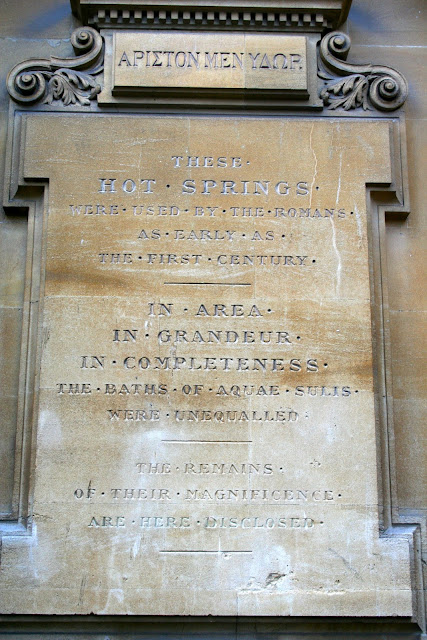 ΑΡΙΣΤΟΝ ΜΕΝ ΥΔΩΡ
THESE·
HOT·SPRINGS·
WERE·USED·BY·THE·ROMANS·
AS·EARLY·AS·
THE·FIRST·CENTURY·
IN·AREA·
IN·GRANDEUR·
IN·COMPLETENESS·
THE·BATHS·OF·AQUAE·SULIS·
WERE·UNEQUALLED·
THE·REMAINS·
OF·THEIR·MAGNIFICENCE·
ARE·HERE·DISCLOSED·